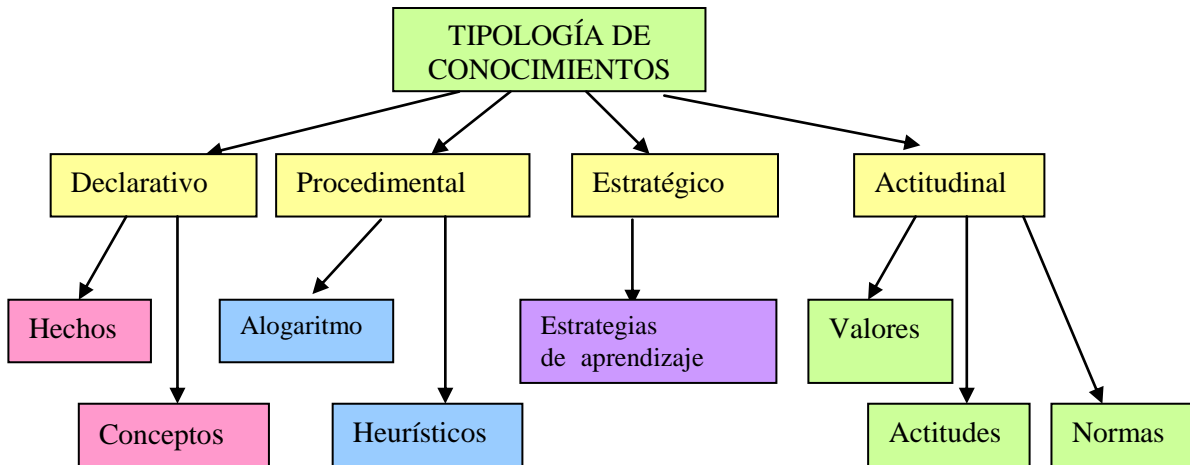 TIPOLOGÍA DE
CONOCIMIENTOS
Declarativo
Procedimental
Estratégico
Actitudinal
Hechos
Alogaritmo
Estrategias
de aprendizaje
Valores
Conceptos
Heurísticos
Actitudes
Normas